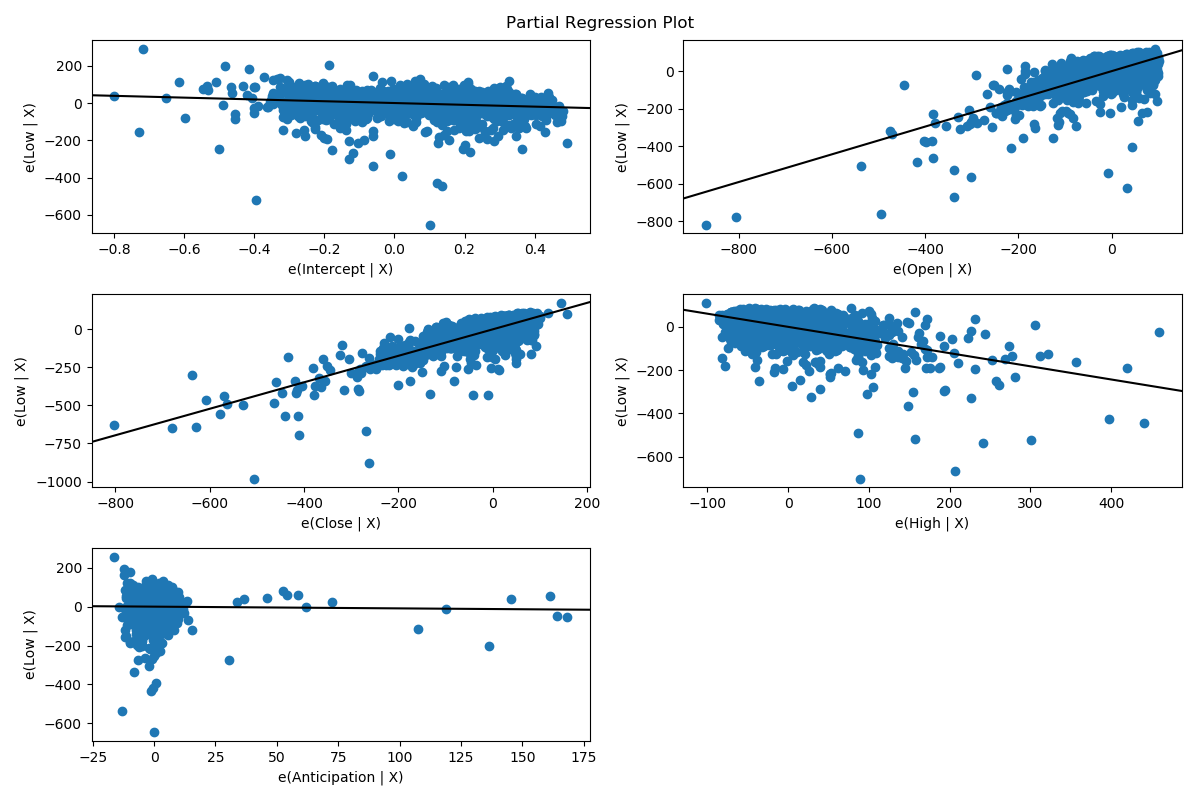 Partial Regression Plot
200
0
−200
−400
−600
e(Low | X)
−0.8 −0.6 −0.4 −0.2 0.0 0.2 0.4
e(Intercept | X)
0
−200
−400
−600
−800
e(Low | X)
−800 −600 −400 −200 0
e(Open | X)
0
−250
−500
−750
−1000
e(Low | X)
−800 −600 −400 −200 0 200
e(Close | X)
0
−200
−400
−600
e(Low | X)
−100 0 100 200 300 400
e(High | X)
200
0
−200
−400
−600
e(Low | X)
−25 0 25 50 75 100 125 150 175
e(Anticipation | X)